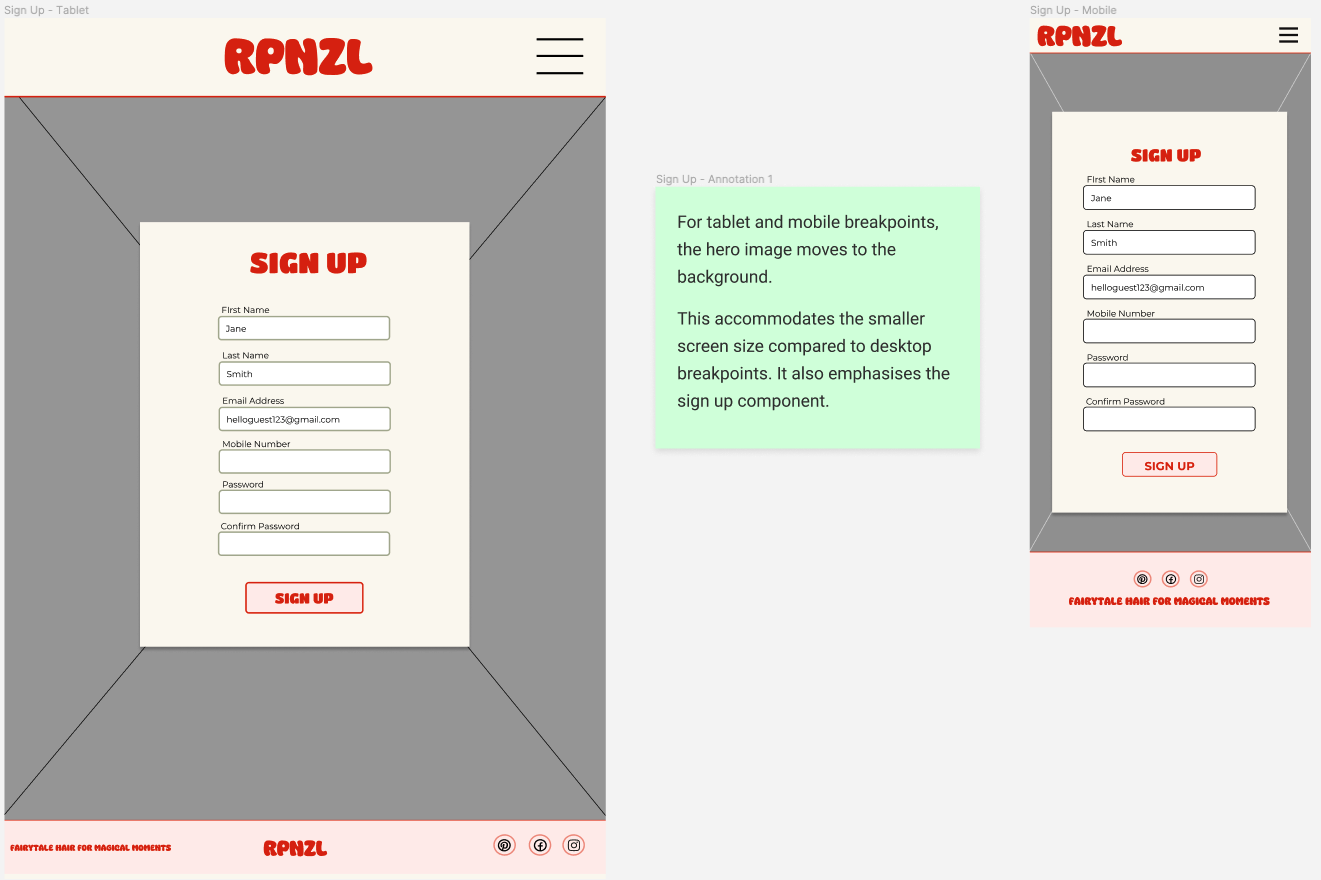 Sign Up - Tablet
RPNZL
SIGN UP
FIrst Name
Jane
Last Name
Smith
Email Address
helloguest123@gmail.com
Mobile Number
Password
Confirm Password
SIGN UP
FAIRYTALE HAIR FOR MAGICAL MOMENTS
RPNZL
Sign Up - Annotation 1
For tablet and mobile breakpoints,
the hero image moves to the
background.
This accommodates the smaller
screen size compared to desktop
breakpoints. It also emphasises the
sign up component.
Sign Up - Mobile
RPNZL
SIGN UP
FIrst Name
Jane
Last Name
Smith
Email Address
helloguest123@gmail.com
Mobile Number
Password
Confirm Password
SIGN UP
FAIRYTALE HAIR FOR MAGICAL MOMENTS